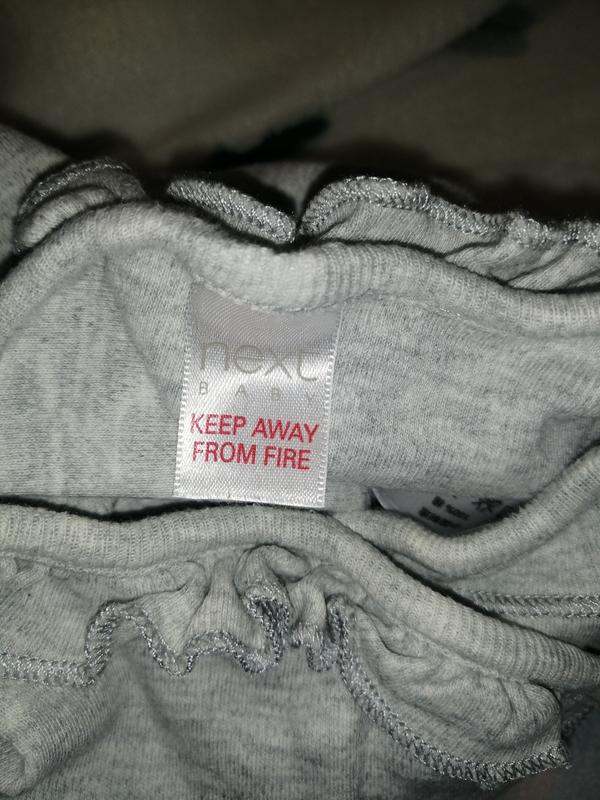 next
BABY
KEEP AWAY
FROM FIRE